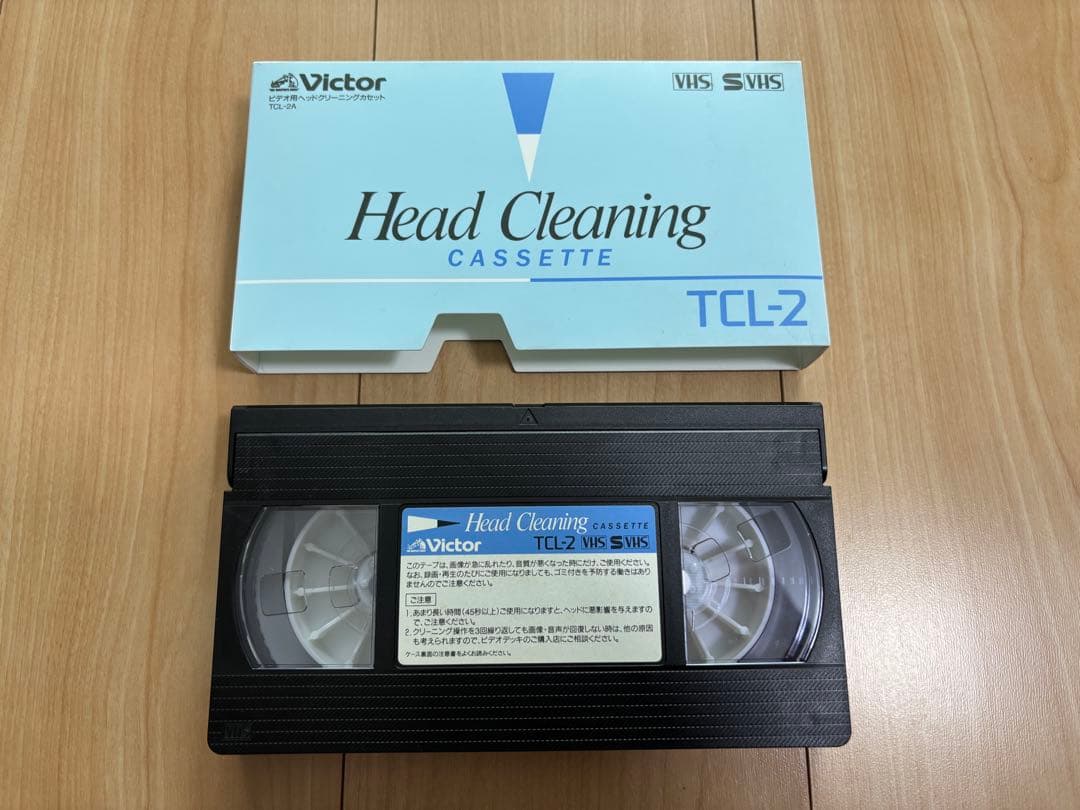 Victor
ビデオ用ヘッドクリーニングカセット
TCL-2A
VHS S VHS
Head Cleaning
CASSETTE
TCL-2
Head Cleaning CASSETTE
Victor TCL-2 VHS S VHS
このテープは、画像が急に乱れたり、音質が悪くなった時にだけ、ご使用ください。
なお、録画・再生のたびにご使用になりましても、ゴミ付きを予防する働きはあり
ませんのでご注意ください。
ご注意
1. あまり長い時間(45秒以上)ご使用になりますと、ヘッドに悪影響を与えますの
で、ご注意ください。
2. クリーニング操作を3回繰り返しても画像・音声が回復しない時は、他の原因
も考えられますので、ビデオデッキのご購入店にご相談ください。
ケース裏面の注意書をよくお読みください。
VHS